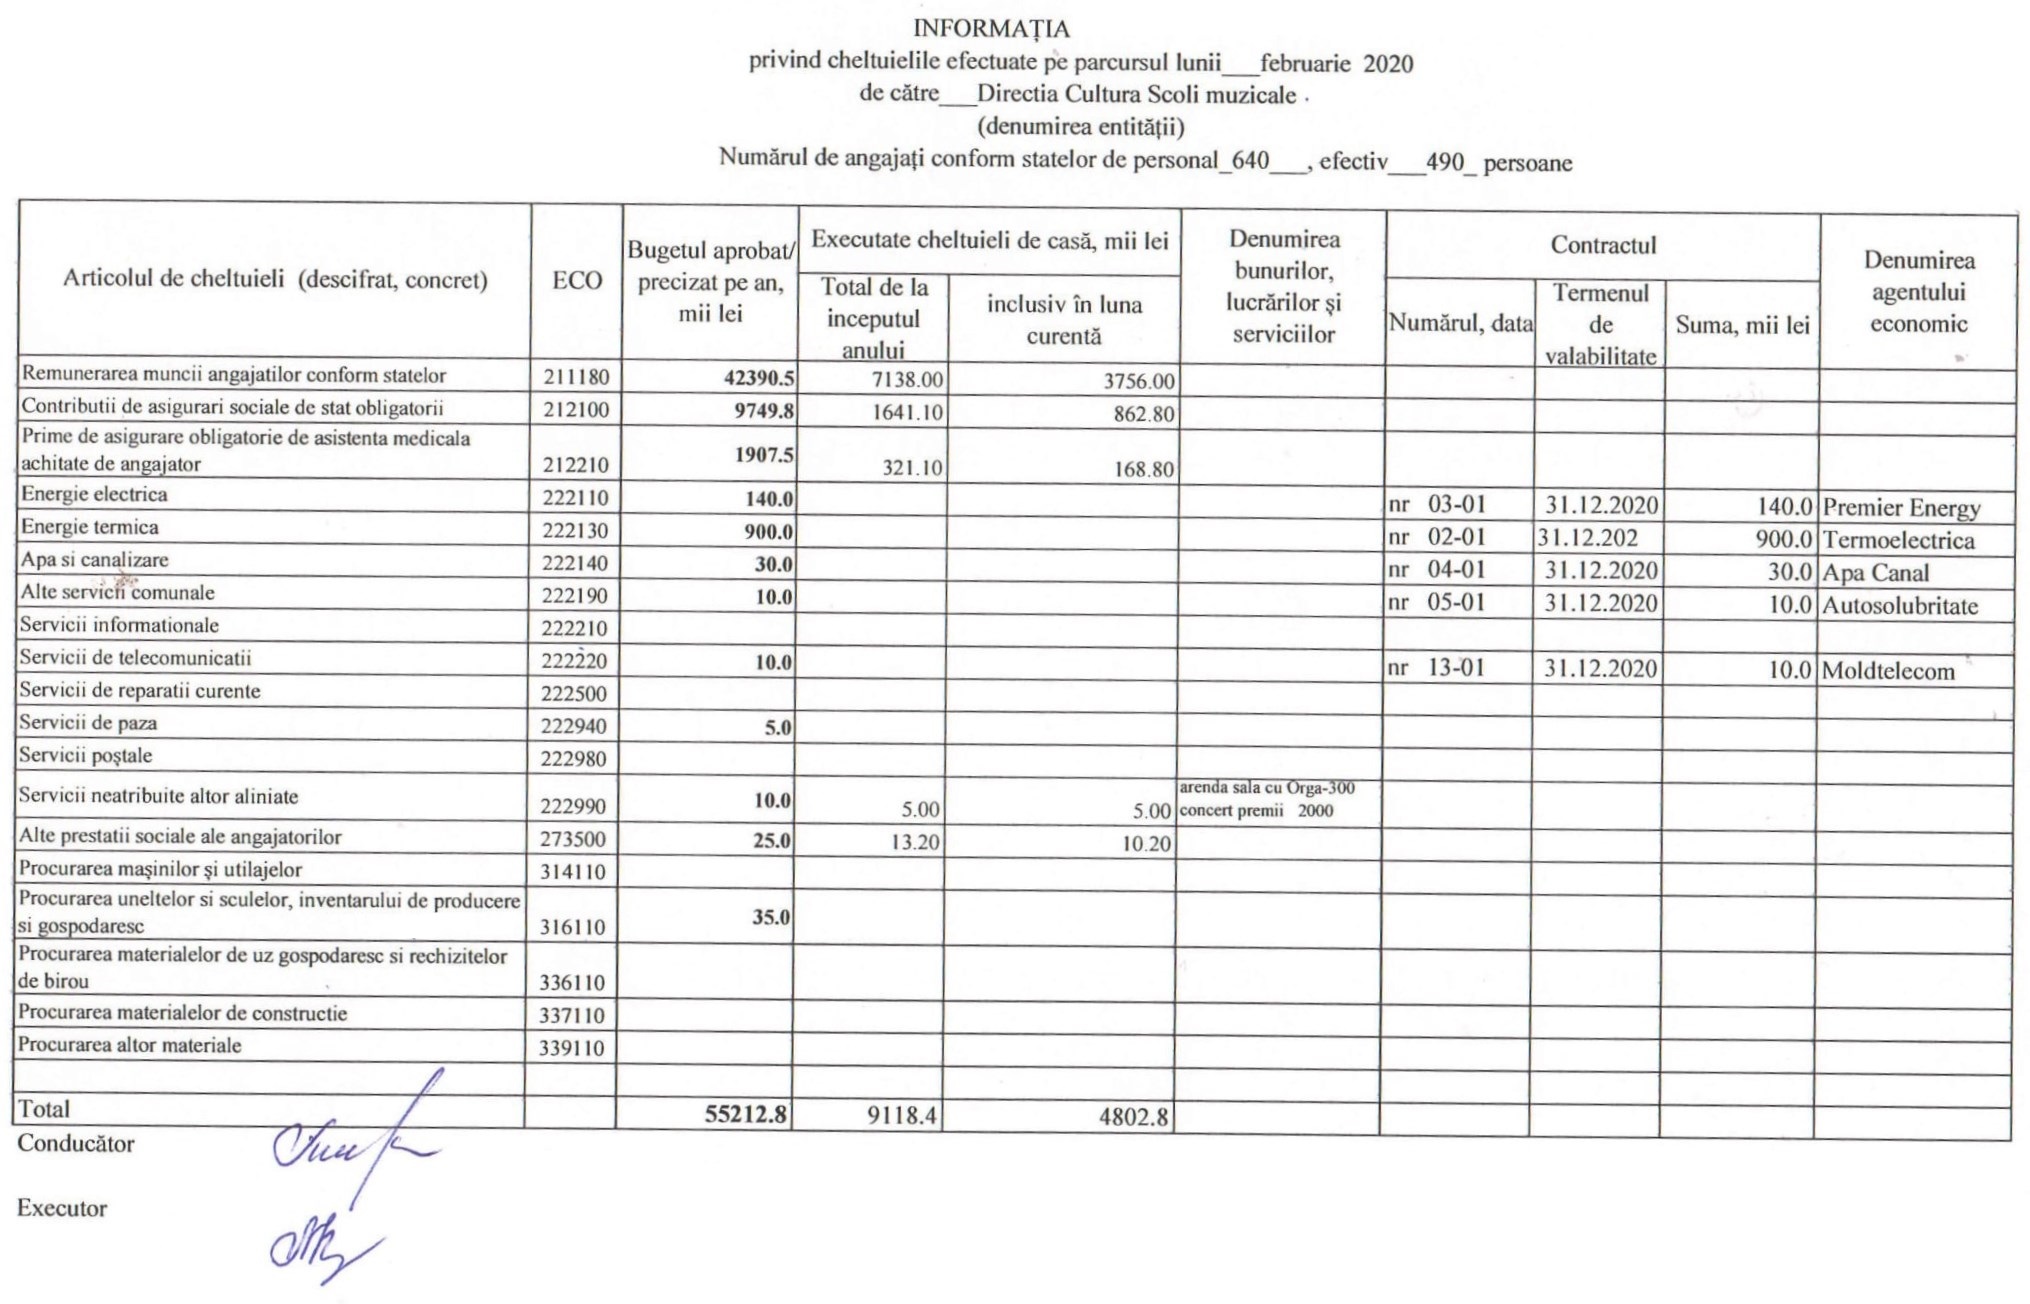 INFORMAȚIA
privind cheltuielile efectuate pe parcursul lunii___februarie 2020
de către___Directia Cultura Scoli muzicale
(denumirea entității)
Numărul de angajați conform statelor de personal_640___, efectiv___490_ persoane
Articolul de cheltuieli (descifrat, concret)
ECO
Bugetul aprobat/
precizat pe an,
mii lei
Executate cheltuieli de casă, mii lei
Total de la
inceputul
anului
inclusiv în luna
curentă
Denumirea
bunurilor,
lucrărilor și
serviciilor
Contractul
Numărul, data
Termenul
de
valabilitate
Suma, mii lei
Denumirea
agentului
economic
Remunerarea muncii angajatilor conform statelor 211180 42390.5 7138.00 3756.00
Contributii de asigurari sociale de stat obligatorii 212100 9749.8 1641.10 862.80
Prime de asigurare obligatorie de asistenta medicala
achitate de angajator 212210 1907.5 321.10 168.80
Energie electrica 222110 140.0 nr 03-01 31.12.2020 140.0 Premier Energy
Energie termica 222130 900.0 nr 02-01 31.12.202 900.0 Termoelectrica
Apa si canalizare 222140 30.0 nr 04-01 31.12.2020 30.0 Apa Canal
Alte servicii comunale 222190 10.0 nr 05-01 31.12.2020 10.0 Autosolubritate
Servicii informationale 222210
Servicii de telecomunicatii 222220 10.0 nr 13-01 31.12.2020 10.0 Moldtelecom
Servicii de reparatii curente 222500
Servicii de paza 222940 5.0
Servicii poștale 222980
Servicii neatribuite altor aliniate 222990 10.0 5.00 5.00 arenda sala cu Orga-300
concert premii 2000
Alte prestatii sociale ale angajatorilor 273500 25.0 13.20 10.20
Procurarea mașinilor și utilajelor 314110
Procurarea uneltelor si sculelor, inventarului de producere
si gospodaresc 316110 35.0
Procurarea materialelor de uz gospodaresc si rechizitelor
de birou 336110
Procurarea materialelor de constructie 337110
Procurarea altor materiale 339110
Total 55212.8 9118.4 4802.8
Conducător
Executor